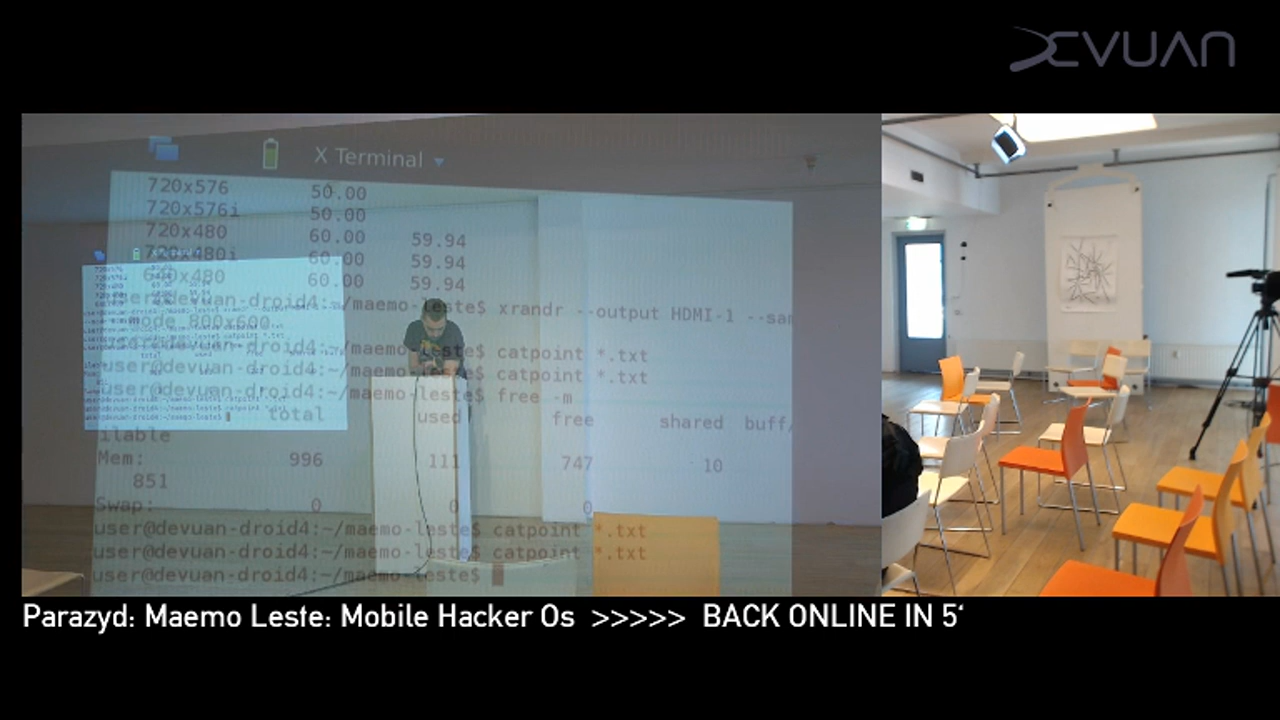 DEVUAN
X Terminal
720x576 50.00
720x576i 50.00
720x480 60.00 59.94
720x480i 60.00 59.94
640x480 60.00 59.94
user@devuan-droid4:~/maemo-leste$ xrandr --output HDMI-1 --sam
mode 800x600
user@devuan-droid4:~/maemo-leste$ catpoint *.txt
user@devuan-droid4:~/maemo-leste$ catpoint *.txt
user@devuan-droid4:~/maemo-leste$ free -m
total used free shared buff/
ilable
Mem: 996 111 747 10
851
Swap: 0 0 0
user@devuan-droid4:~/maemo-leste$ catpoint *.txt
user@devuan-droid4:~/maemo-leste$ catpoint *.txt
user@devuan-droid4:~/maemo-leste$
Parazyd: Maemo Leste: Mobile Hacker Os >>>>> BACK ONLINE IN 5‘